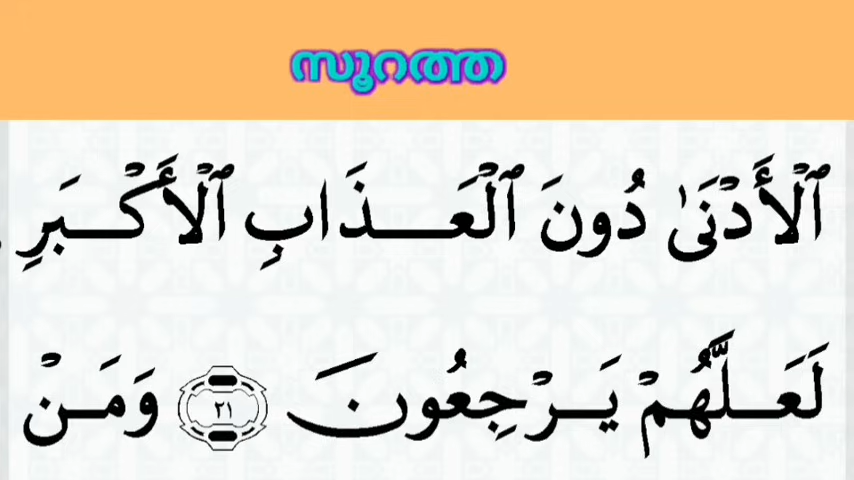 സൂറത്ത
ٱلْأَدْنَىٰ دُونَ ٱلْعَذَابِ ٱلْأَكْبَرِ
لَعَلَّهُمْ يَرْجِعُونَ ٢١ وَمَنْ